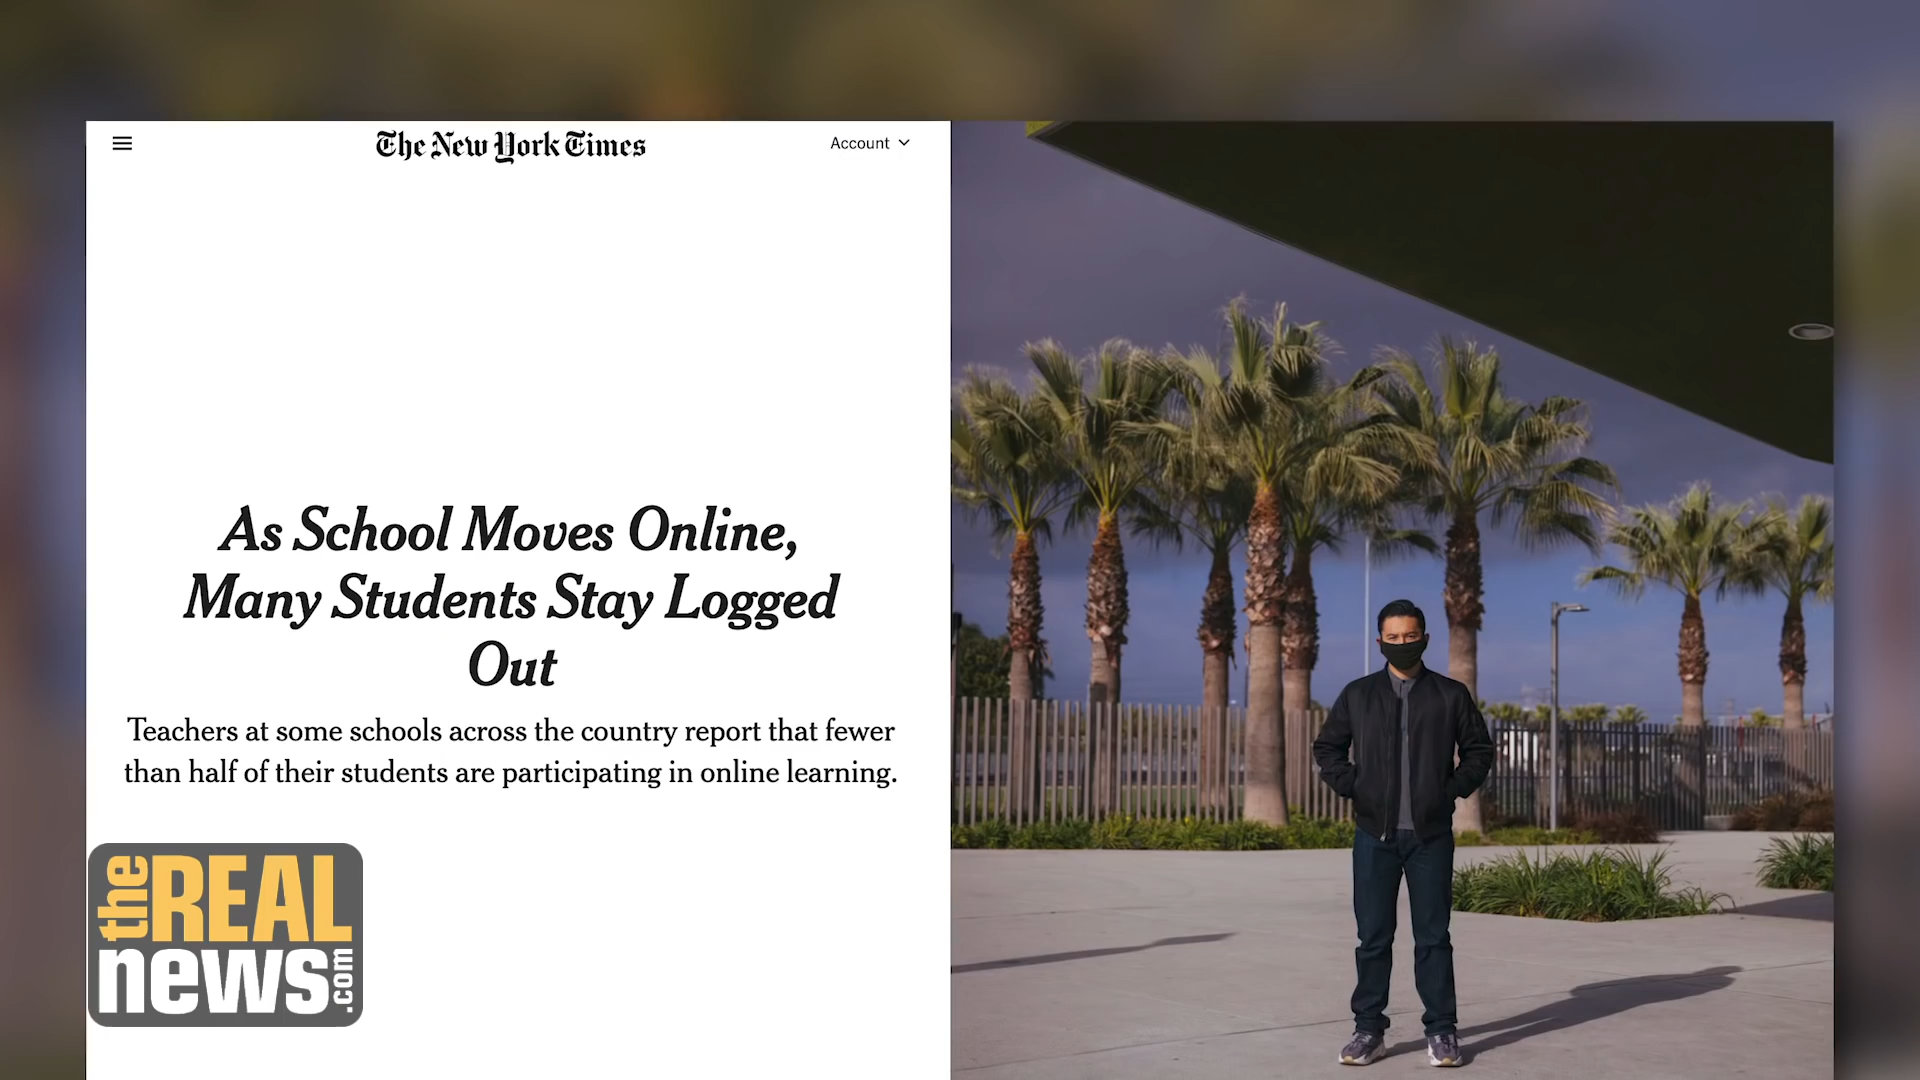 The New York Times
Account
As School Moves Online,
Many Students Stay Logged
Out
Teachers at some schools across the country report that fewer
than half of their students are participating in online learning.
the REAL
news.com